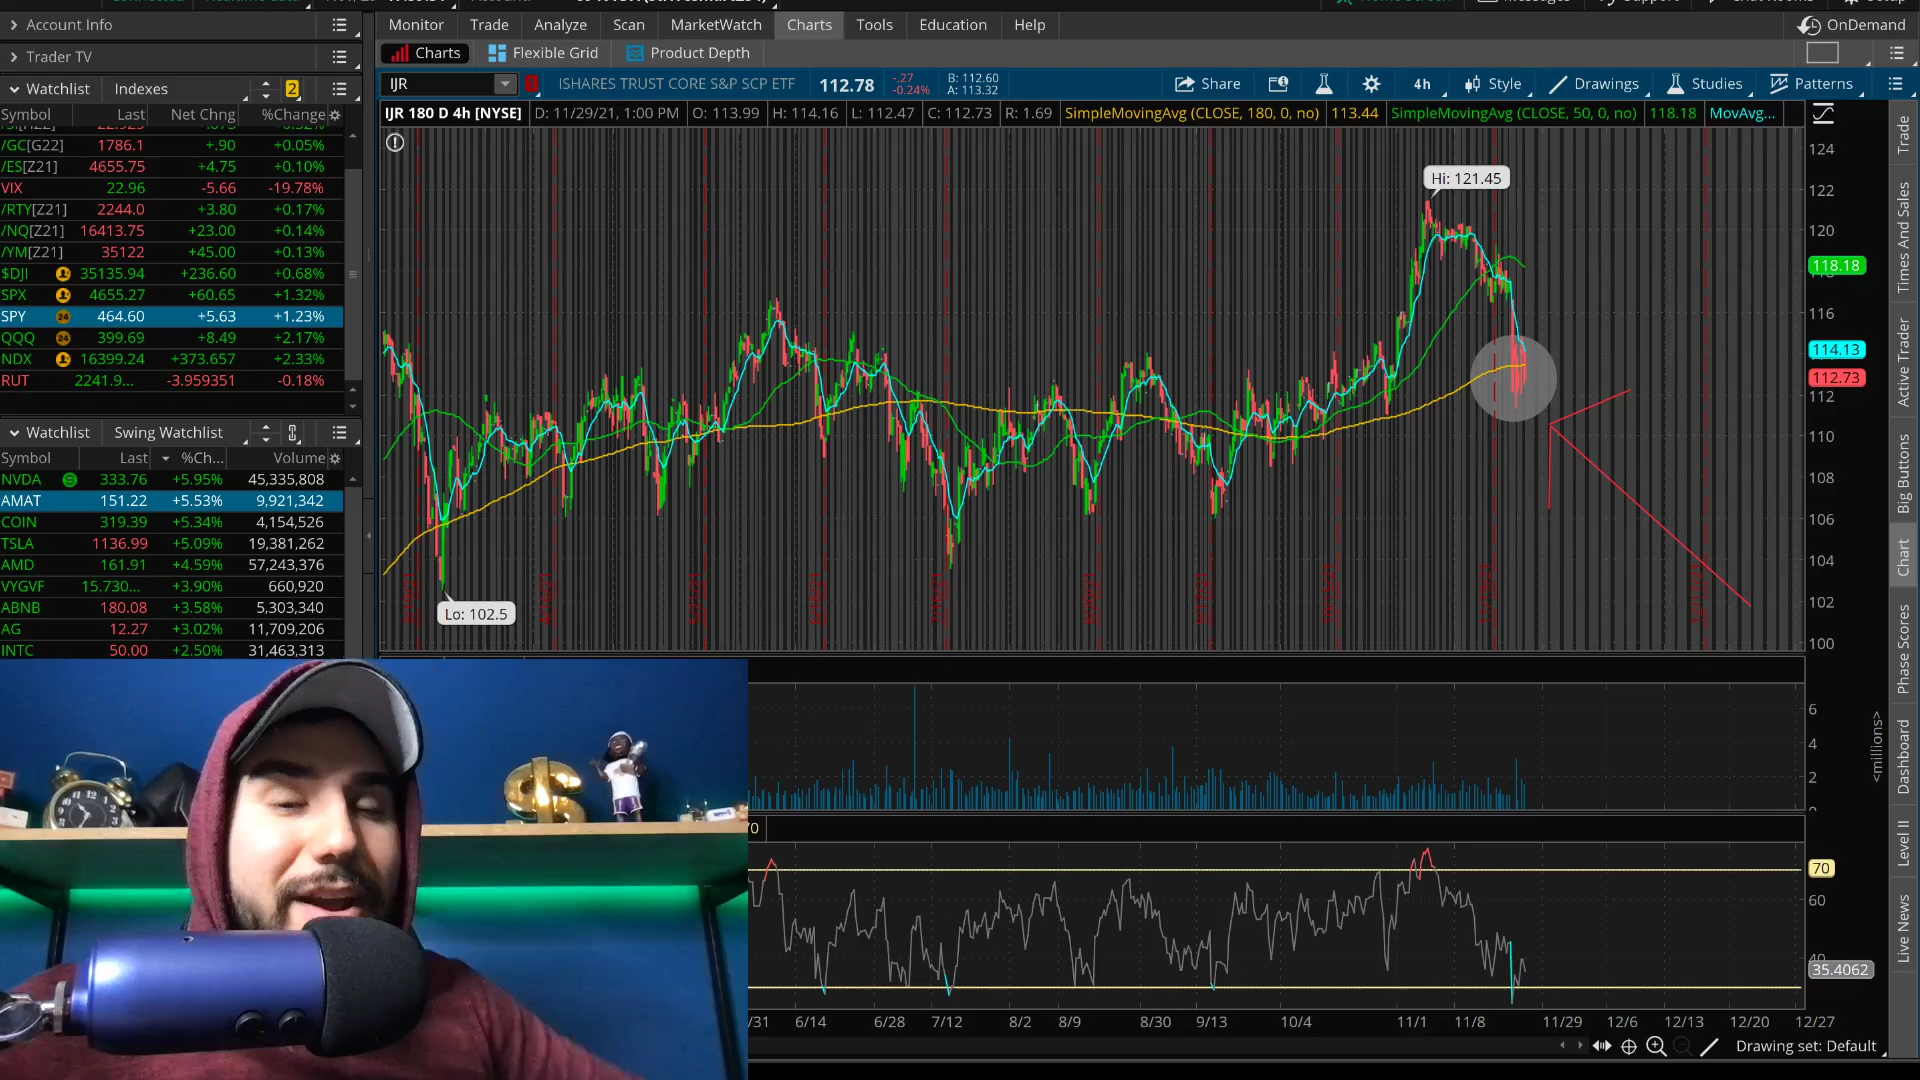 Account Info
Monitor Trade Analyze Scan MarketWatch Charts Tools Education Help
OnDemand
Trader TV
Charts Flexible Grid Product Depth
Watchlist Indexes 2
IJR ISHARES TRUST CORE S&P SCP ETF 112.78 -.27 -0.24% B: 112.60 A: 113.32 Share 4h Style Drawings Studies Patterns
Symbol Last Net Chng %Change
IJR 180 D 4h [NYSE] D: 11/29/21, 1:00 PM O: 113.99 H: 114.16 L: 112.47 C: 112.73 R: 1.69 SimpleMovingAvg (CLOSE, 180, 0, no) 113.44 SimpleMovingAvg (CLOSE, 50, 0, no) 118.18 MovAvg...
/GC[G22] 1786.1 +.90 +0.05%
/ES[Z21] 4655.75 +4.75 +0.10%
VIX 22.96 -5.66 -19.78%
/RTY[Z21] 2244.0 +3.80 +0.17%
/NQ[Z21] 16413.75 +23.00 +0.14%
/YM[Z21] 35122 +45.00 +0.13%
$DJI 35135.94 +236.60 +0.68%
SPX 4655.27 +60.65 +1.32%
SPY 24 464.60 +5.63 +1.23%
QQQ 24 399.69 +8.49 +2.17%
NDX 16399.24 +373.657 +2.33%
RUT 2241.9... -3.959351 -0.18%
Watchlist Swing Watchlist
Symbol Last %Ch... Volume
NVDA 333.76 +5.95% 45,335,808
AMAT 151.22 +5.53% 9,921,342
COIN 319.39 +5.34% 4,154,526
TSLA 1136.99 +5.09% 19,381,262
AMD 161.91 +4.59% 57,243,376
VYGVF 15.730... +3.90% 660,920
ABNB 180.08 +3.58% 5,303,340
AG 12.27 +3.02% 11,709,206
INTC 50.00 +2.50% 31,463,313
Hi: 121.45
Lo: 102.5
124
122
120
118.18
116
114.13
112.73
112
110
108
106
104
102
100
6
4
2
<millions>
70
60
35.4062
/31 6/14 6/28 7/12 8/2 8/9 8/30 9/13 10/4 11/1 11/8 11/29 12/6 12/13 12/20 12/27
Drawing set: Default
Trade
Times And Sales
Active Trader
Big Buttons
Chart
Phase Scores
Dashboard
Level II
Live News